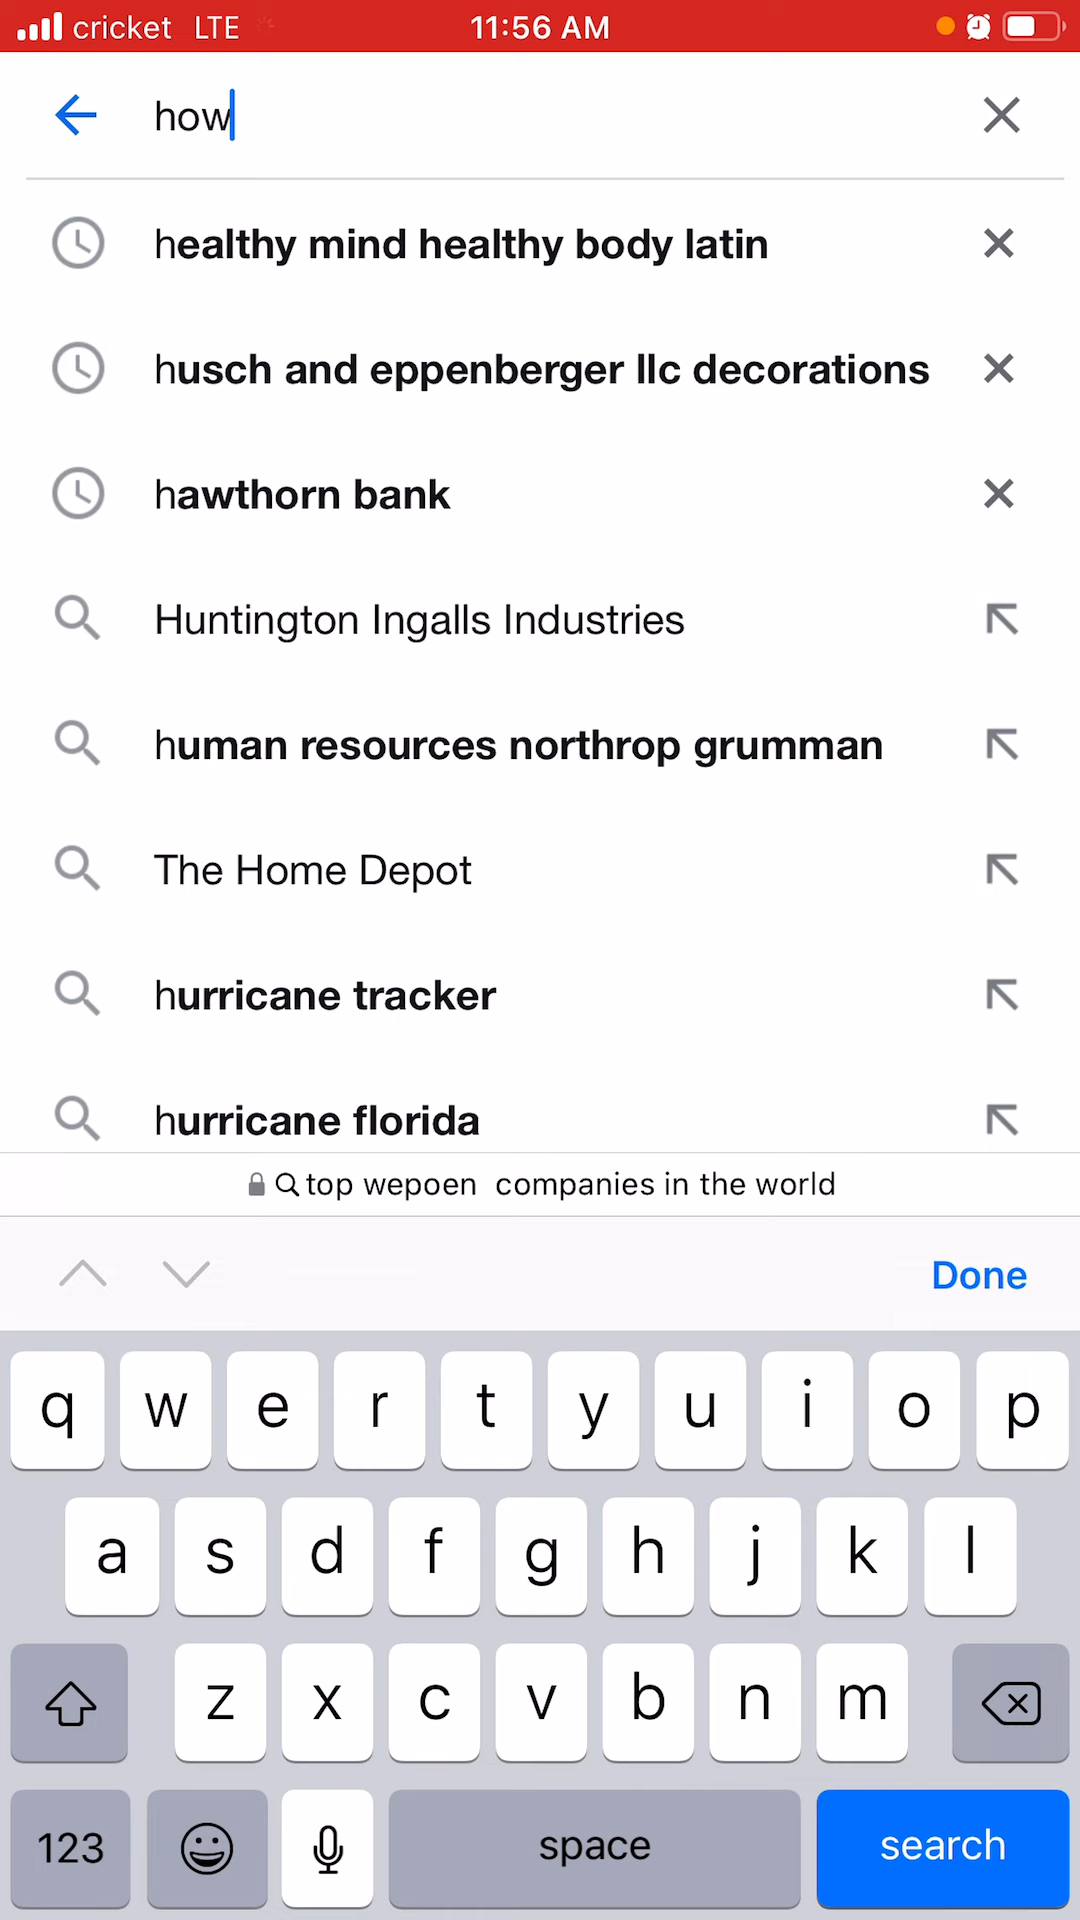 cricket LTE 11:56 AM
how
healthy mind healthy body latin
husch and eppenberger llc decorations
hawthorn bank
Huntington Ingalls Industries
human resources northrop grumman
The Home Depot
hurricane tracker
hurricane florida
top wepoen companies in the world
Done
q w e r t y u i o p
a s d f g h j k l
z x c v b n m
123 space search